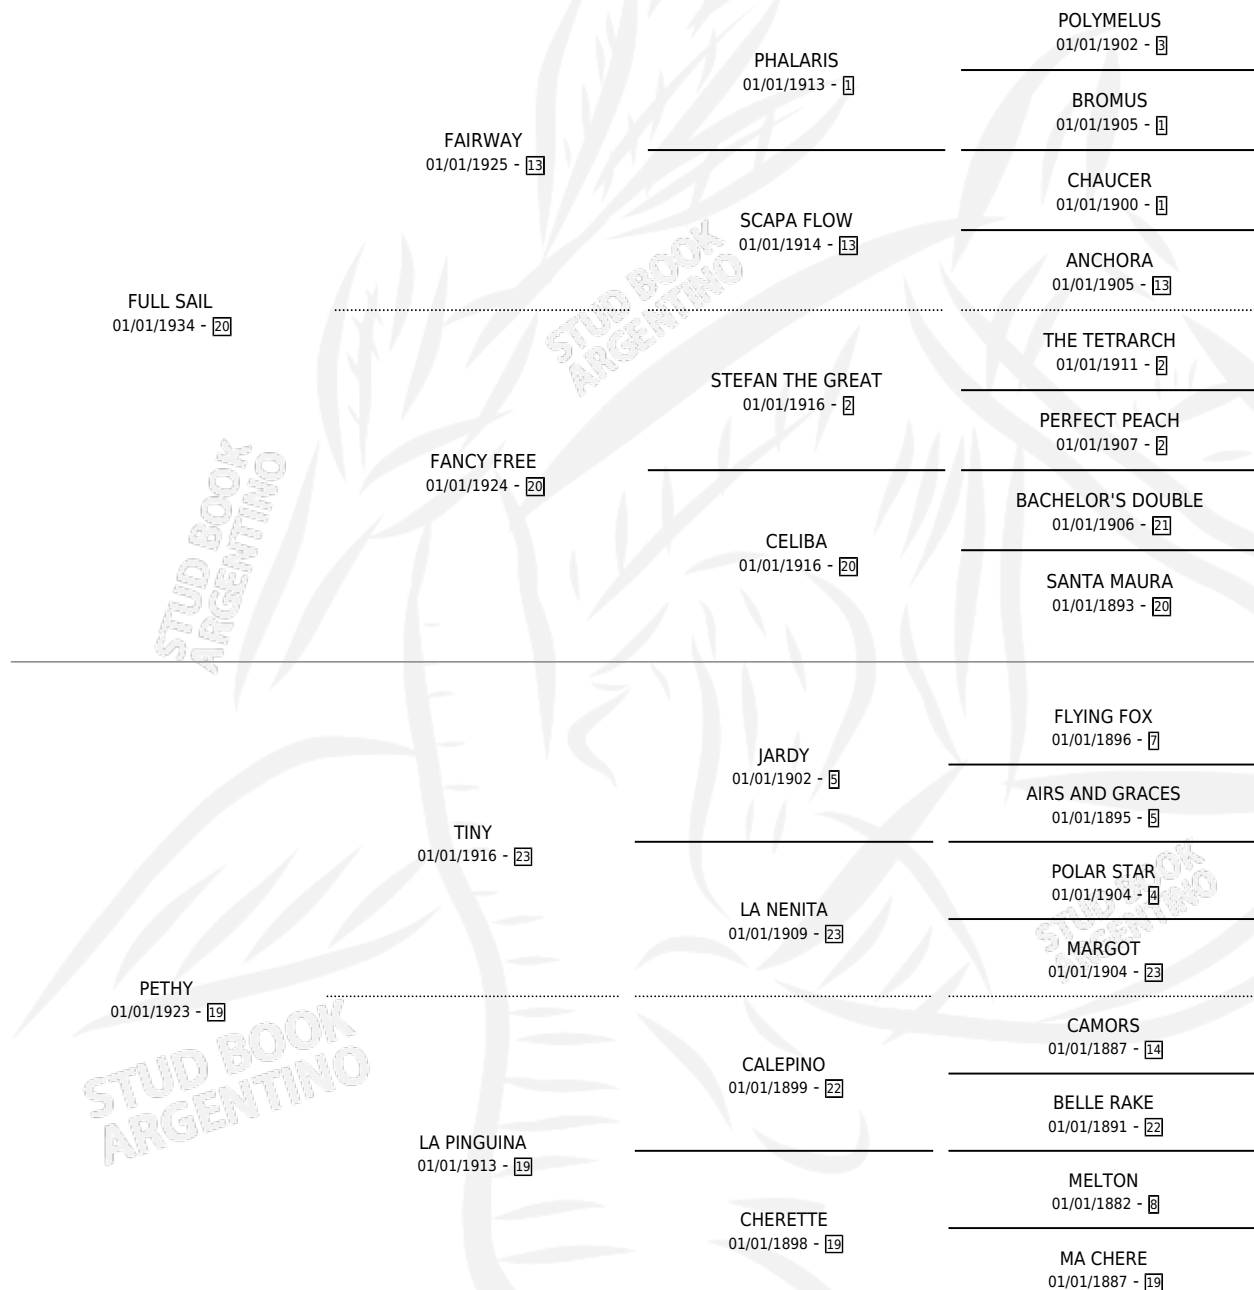 POLYMELUS
01/01/1902 - 3
PHALARIS
01/01/1913 - 1
BROMUS
01/01/1905 - 1
FAIRWAY
01/01/1925 - 13
CHAUCER
01/01/1900 - 1
SCAPA FLOW
01/01/1914 - 13
ANCHORA
01/01/1905 - 13
STUD BOOK
ARGENTINO
FULL SAIL
01/01/1934 - 20
THE TETRARCH
01/01/1911 - 2
STEFAN THE GREAT
01/01/1916 - 2
PERFECT PEACH
01/01/1907 - 2
FANCY FREE
01/01/1924 - 20
BACHELOR'S DOUBLE
01/01/1906 - 21
CELIBA
01/01/1916 - 20
SANTA MAURA
01/01/1893 - 20
STUD BOOK
ARGENTINO
FLYING FOX
01/01/1896 - 7
JARDY
01/01/1902 - 5
AIRS AND GRACES
01/01/1895 - 5
TINY
01/01/1916 - 23
POLAR STAR
01/01/1904 - 4
LA NENITA
01/01/1909 - 23
MARGOT
01/01/1904 - 23
STUD BOOK
ARGENTINO
PETHY
01/01/1923 - 19
CAMORS
01/01/1887 - 14
CALEPINO
01/01/1899 - 22
BELLE RAKE
01/01/1891 - 22
STUD BOOK
ARGENTINO
LA PINGUINA
01/01/1913 - 19
MELTON
01/01/1882 - 8
CHERETTE
01/01/1898 - 19
MA CHERE
01/01/1887 - 19